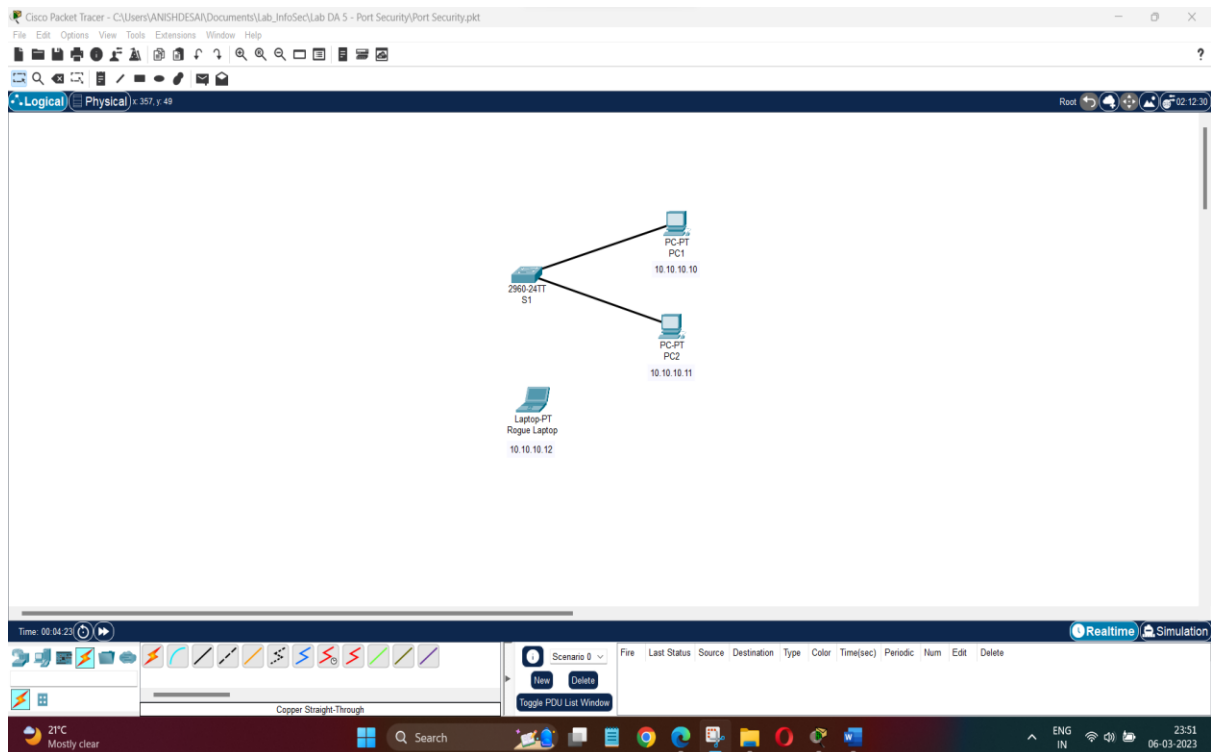 Cisco Packet Tracer - C:\Users\ANISHDESAI\Documents\Lab_InfoSec\Lab DA 5 - Port Security\Port Security.pkt
File Edit Options View Tools Extensions Window Help
?
Logical Physical x: 357, y: 49 Root 02:12:30
PC-PT
PC1
10.10.10.10
2960-24TT
S1
PC-PT
PC2
10.10.10.11
Laptop-PT
Rogue Laptop
10.10.10.12
Time: 00:04:23 Realtime Simulation
Scenario 0 Fire Last Status Source Destination Type Color Time(sec) Periodic Num Edit Delete
New Delete
Toggle PDU List Window
Copper Straight-Through
21°C
Mostly clear
Search
ENG
IN
23:51
06-03-2023